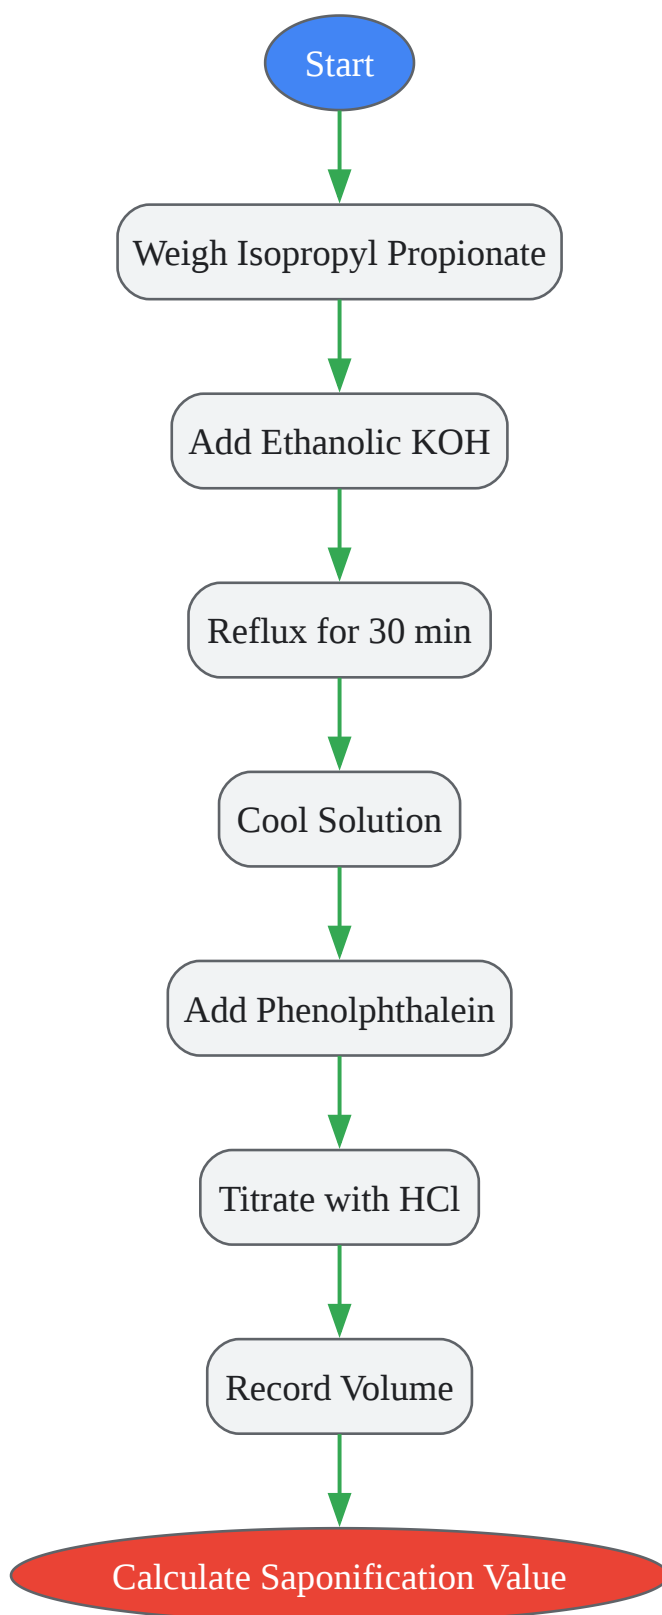 Start
Weigh Isopropyl Propionate
Add Ethanolic KOH
Reflux for 30 min
Cool Solution
Add Phenolphthalein
Titrate with HCl
Record Volume
Calculate Saponification Value